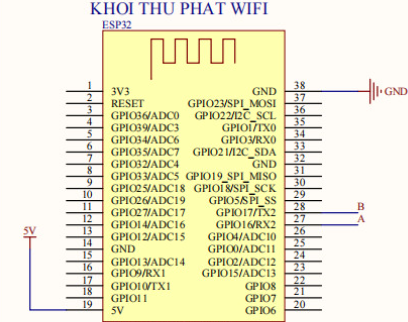 KHOI THU PHAT WIFI
ESP32
1 3V3 GND 38
2 RESET GPIO23/SPI_MOSI 37
3 GPIO36/ADC0 GPIO22/I2C_SCL 36
4 GPIO39/ADC3 GPIO1/TX0 35
5 GPIO34/ADC6 GPIO3/RX0 34
6 GPIO35/ADC7 GPIO21/I2C_SDA 33
7 GPIO32/ADC4 GND 32
8 GPIO33/ADC5 GPIO19_SPI_MISO 31
9 GPIO25/ADC18 GPIO18/SPI_SCK 30
10 GPIO26/ADC19 GPIO5/SPI_SS 29
11 GPIO27/ADC17 GPIO17/TX2 28 B
12 GPIO14/ADC16 GPIO16/RX2 27 A
13 GPIO12/ADC15 GPIO4/ADC10 26
14 GND GPIO0/ADC11 25
15 GPIO13/ADC14 GPIO2/ADC12 24
16 GPIO9/RX1 GPIO15/ADC13 23
17 GPIO10/TX1 GPIO8 22
18 GPIO11 GPIO7 21
19 5V GPIO6 20
GND
5V